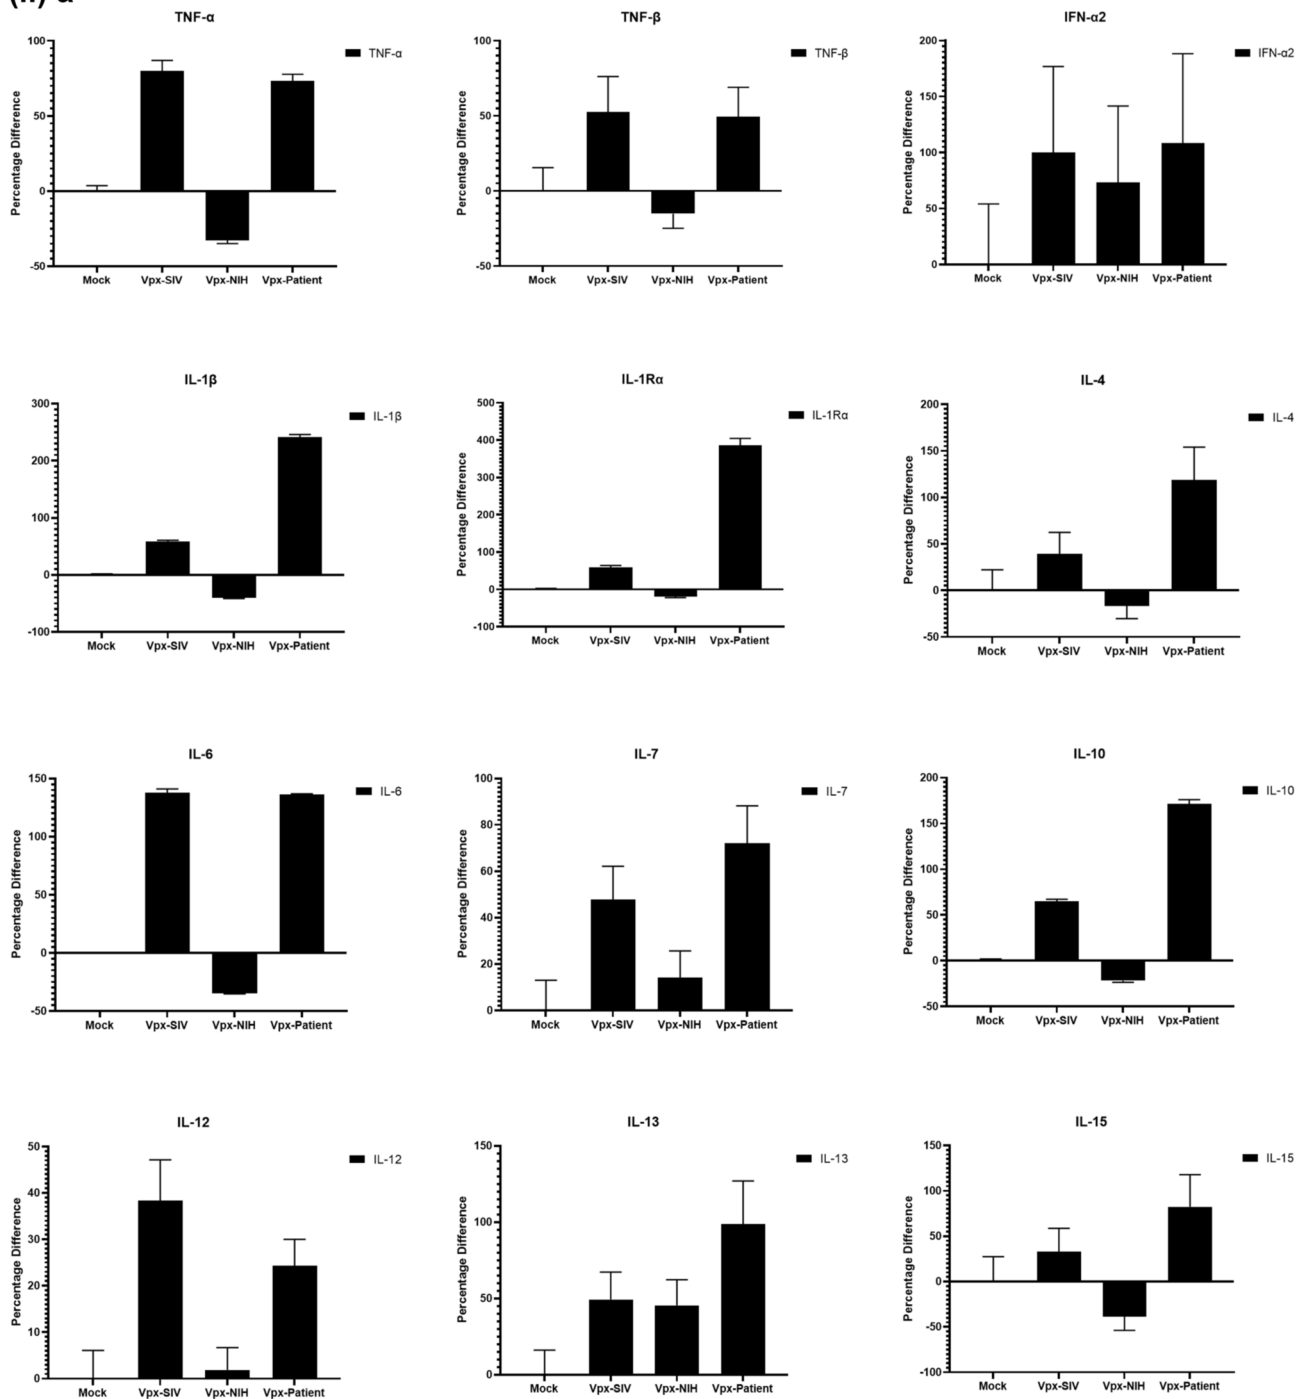 TNF-α
TNF-β
IFN-α2
TNF-α
TNF-β
IFN-α2
Percentage Difference
100
50
0
-50
Mock Vpx-SIV Vpx-NIH Vpx-Patient
Percentage Difference
100
50
0
-50
Mock Vpx-SIV Vpx-NIH Vpx-Patient
Percentage Difference
200
150
100
50
0
Mock Vpx-SIV Vpx-NIH Vpx-Patient
IL-1β
IL-1Rα
IL-4
IL-1β
IL-1Rα
IL-4
Percentage Difference
300
200
100
0
-100
Mock Vpx-SIV Vpx-NIH Vpx-Patient
Percentage Difference
500
400
300
200
100
0
-100
Mock Vpx-SIV Vpx-NIH Vpx-Patient
Percentage Difference
200
150
100
50
0
-50
Mock Vpx-SIV Vpx-NIH Vpx-Patient
IL-6
IL-7
IL-10
IL-6
IL-7
IL-10
Percentage Difference
150
100
50
0
-50
Mock Vpx-SIV Vpx-NIH Vpx-Patient
Percentage Difference
100
80
60
40
20
0
Mock Vpx-SIV Vpx-NIH Vpx-Patient
Percentage Difference
200
150
100
50
0
-50
Mock Vpx-SIV Vpx-NIH Vpx-Patient
IL-12
IL-13
IL-15
IL-12
IL-13
IL-15
Percentage Difference
50
40
30
20
10
0
Mock Vpx-SIV Vpx-NIH Vpx-Patient
Percentage Difference
150
100
50
0
Mock Vpx-SIV Vpx-NIH Vpx-Patient
Percentage Difference
150
100
50
0
-50
-100
Mock Vpx-SIV Vpx-NIH Vpx-Patient